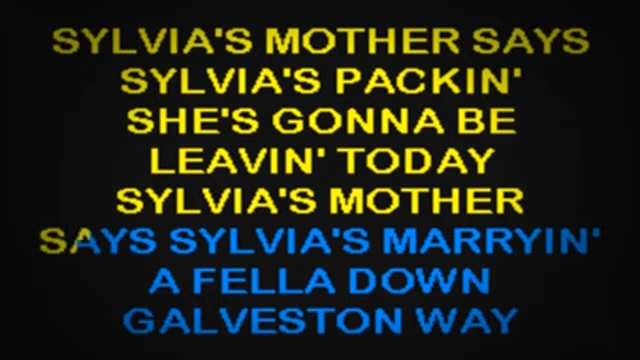 SYLVIA'S MOTHER SAYS
SYLVIA'S PACKIN'
SHE'S GONNA BE
LEAVIN' TODAY
SYLVIA'S MOTHER
SAYS SYLVIA'S MARRYIN'
A FELLA DOWN
GALVESTON WAY